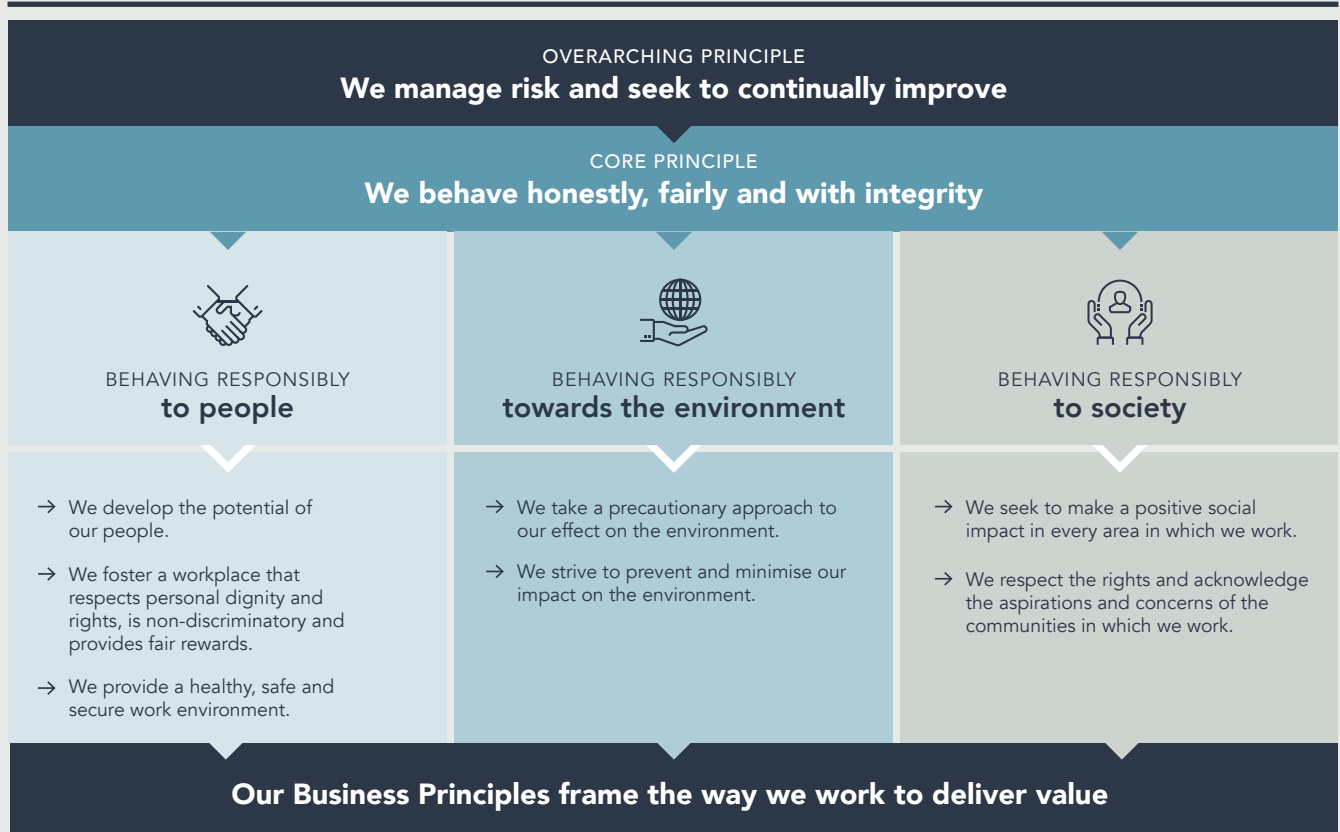 OVERARCHING PRINCIPLE
We manage risk and seek to continually improve
CORE PRINCIPLE
We behave honestly, fairly and with integrity
BEHAVING RESPONSIBLY
to people
→ We develop the potential of
our people.
→ We foster a workplace that
respects personal dignity and
rights, is non-discriminatory and
provides fair rewards.
→ We provide a healthy, safe and
secure work environment.
BEHAVING RESPONSIBLY
towards the environment
→ We take a precautionary approach to
our effect on the environment.
→ We strive to prevent and minimise our
impact on the environment.
BEHAVING RESPONSIBLY
to society
→ We seek to make a positive social
impact in every area in which we work.
→ We respect the rights and acknowledge
the aspirations and concerns of the
communities in which we work.
Our Business Principles frame the way we work to deliver value